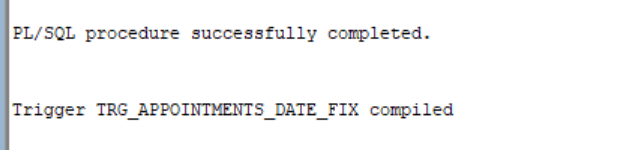 PL/SQL procedure successfully completed.
Trigger TRG_APPOINTMENTS_DATE_FIX compiled